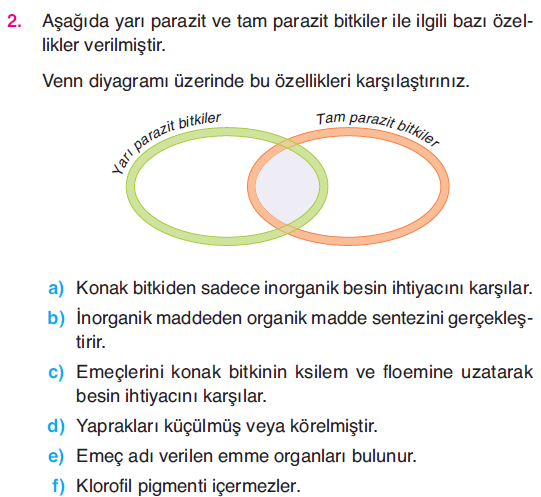 2. Aşağıda yarı parazit ve tam parazit bitkiler ile ilgili bazı özel-
likler verilmiştir.
Venn diyagramı üzerinde bu özellikleri karşılaştırınız.
Yarı parazit bitkiler
Tam parazit bitkiler
a) Konak bitkiden sadece inorganik besin ihtiyacını karşılar.
b) İnorganik maddeden organik madde sentezini gerçekleş-
tirir.
c) Emeçlerini konak bitkinin ksilem ve floemine uzatarak
besin ihtiyacını karşılar.
d) Yaprakları küçülmüş veya körelmiştir.
e) Emeç adı verilen emme organları bulunur.
f) Klorofil pigmenti içermezler.